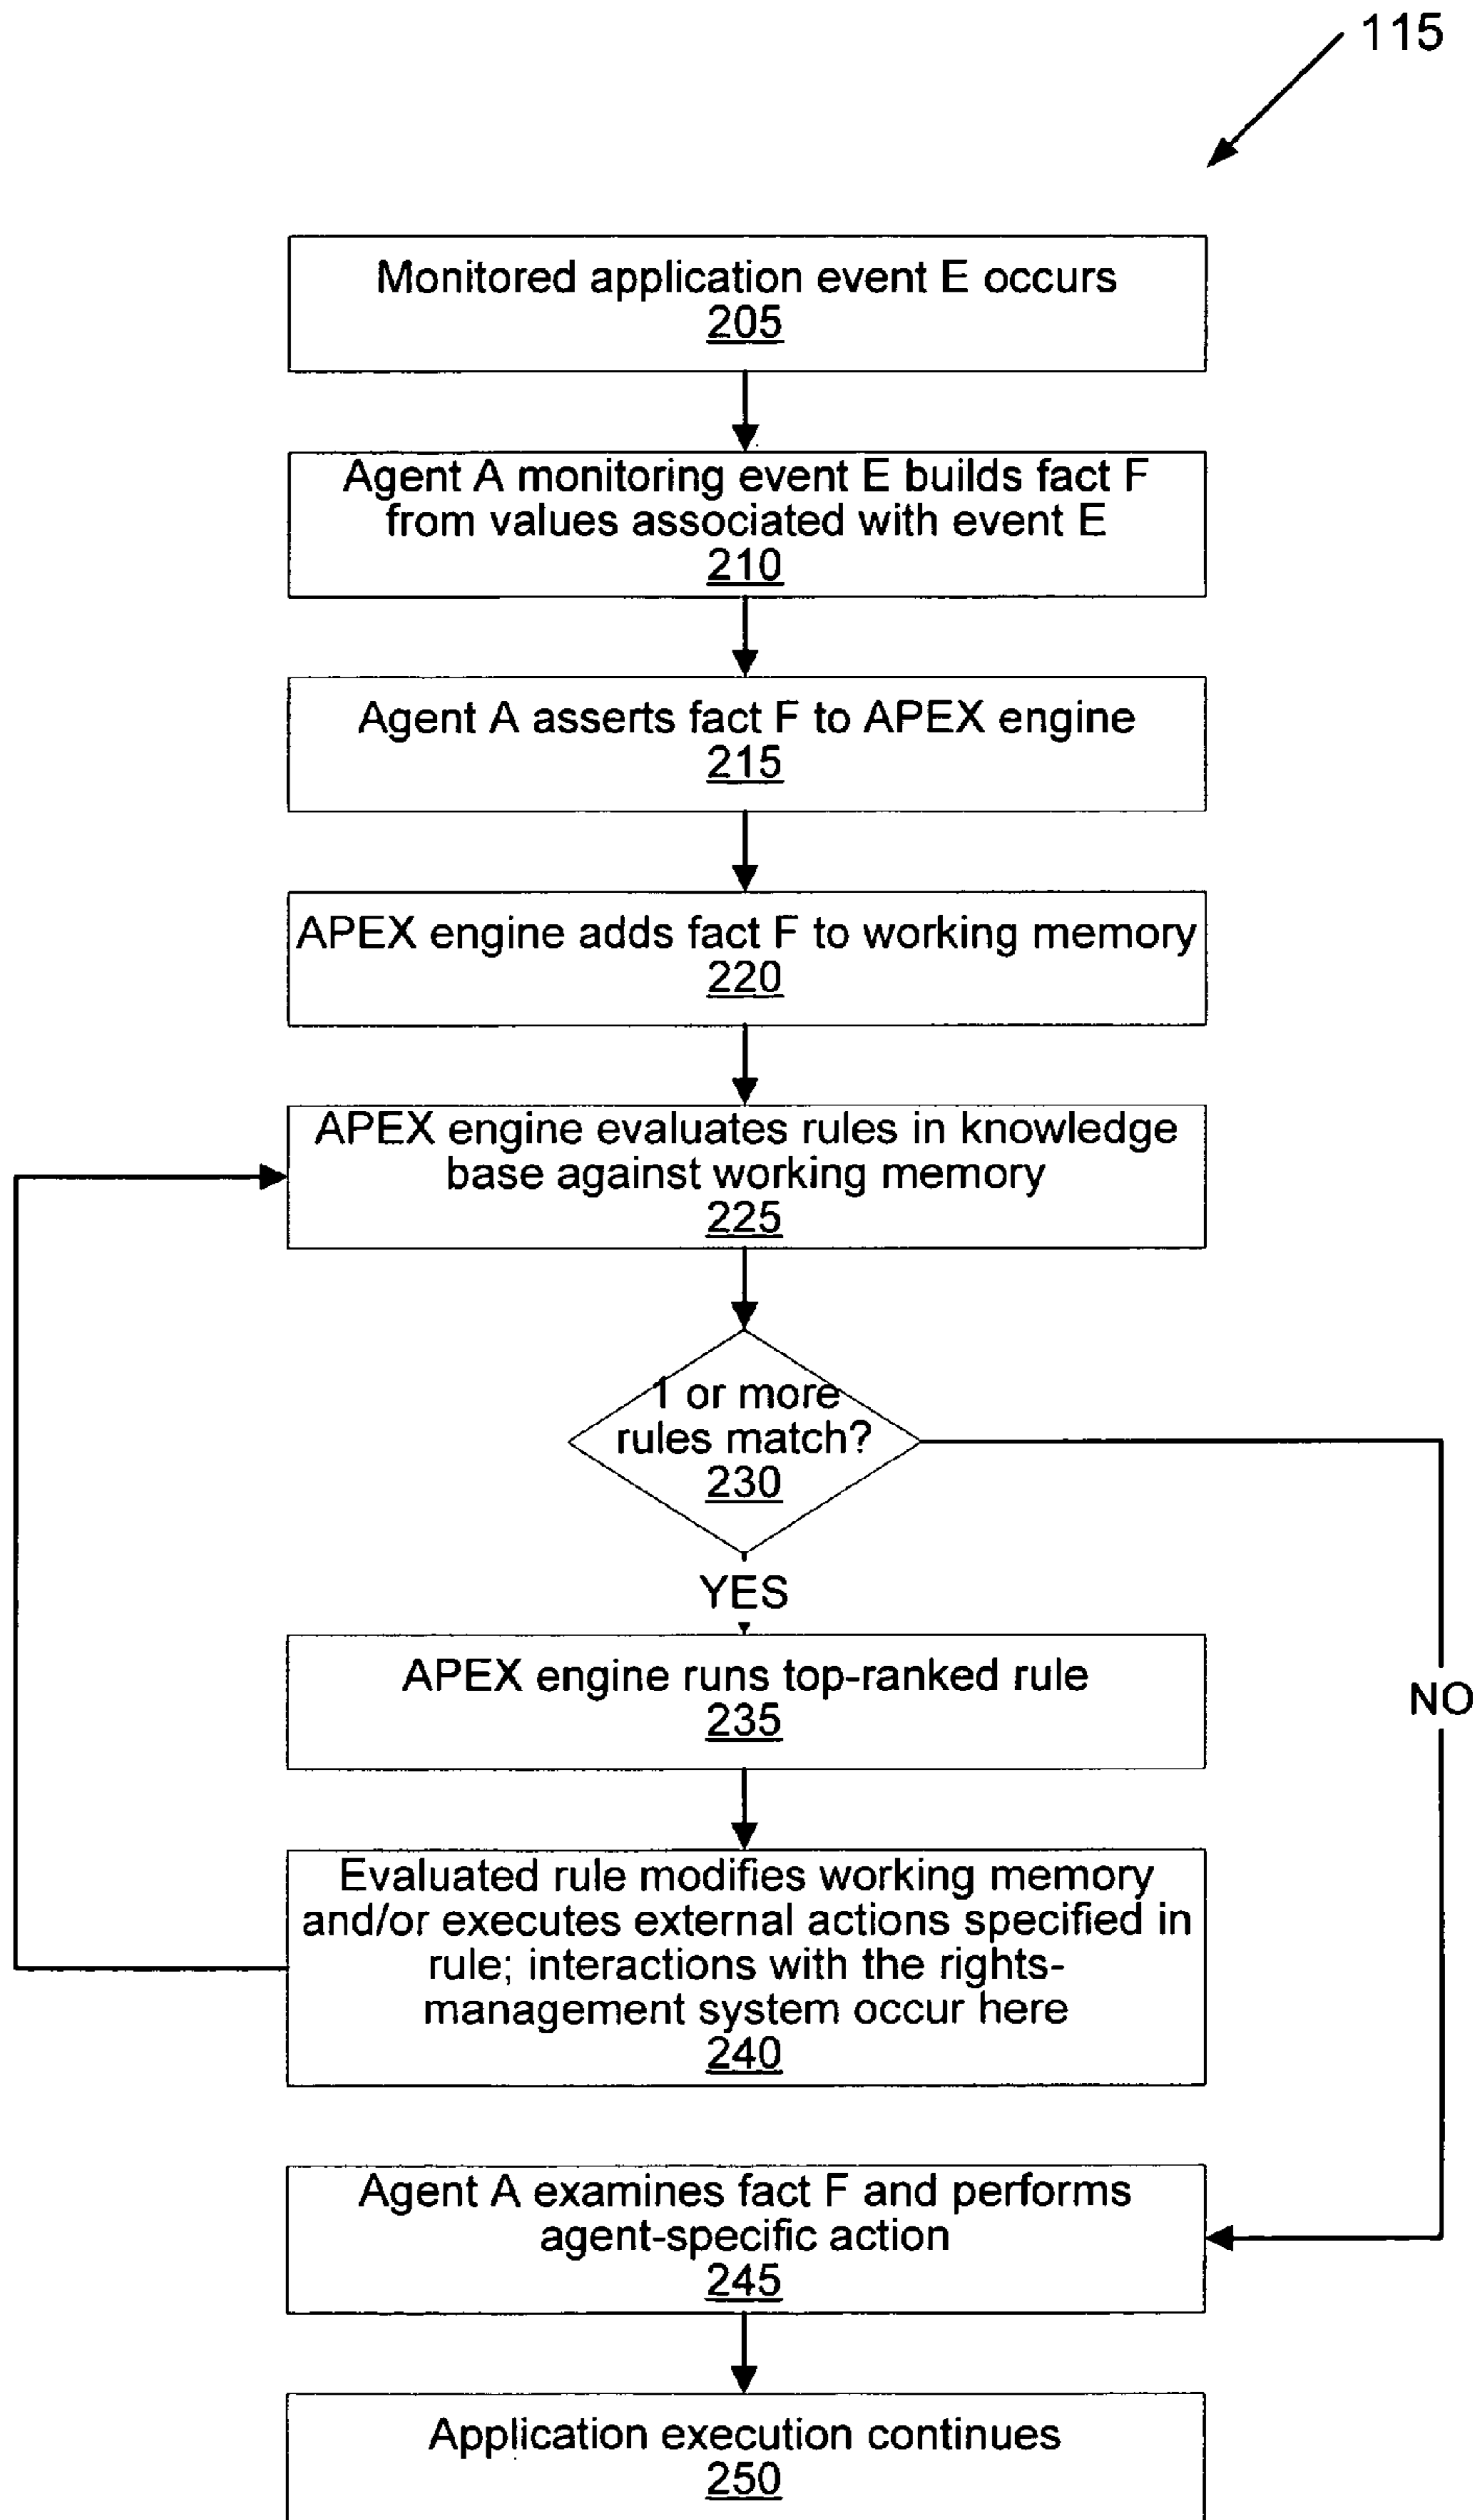 115
Monitored application event E occurs
205
Agent A monitoring event E builds fact F
from values associated with event E
210
Agent A asserts fact F to APEX engine
215
APEX engine adds fact F to working memory
220
APEX engine evaluates rules in knowledge
base against working memory
225
1 or more
rules match?
230
YES
APEX engine runs top-ranked rule
235
NO
Evaluated rule modifies working memory
and/or executes external actions specified in
rule; interactions with the rights-
management system occur here
240
Agent A examines fact F and performs
agent-specific action
245
Application execution continues
250